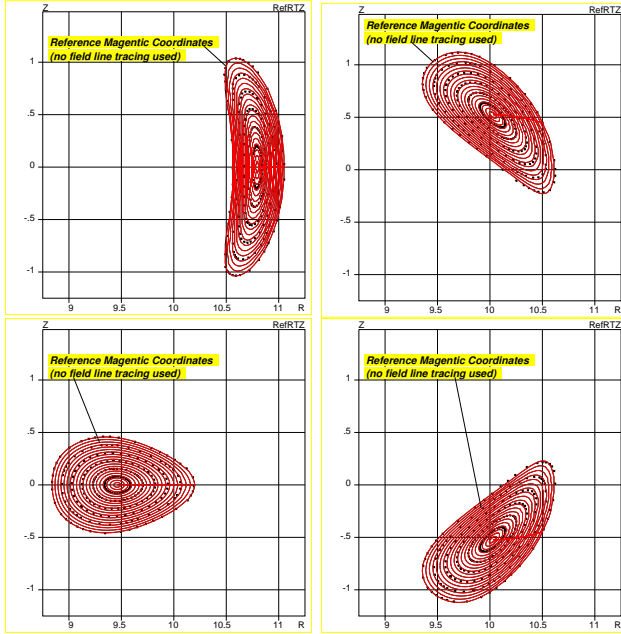 Z RefRTZ
Reference Magentic Coordinates
(no field line tracing used)
1
.5
0
-.5
-1
9 9.5 10 10.5 11 R
Z RefRTZ
Reference Magentic Coordinates
(no field line tracing used)
1
.5
0
-.5
-1
9 9.5 10 10.5 11 R
Z RefRTZ
Reference Magentic Coordinates
(no field line tracing used)
1
.5
0
-.5
-1
9 9.5 10 10.5 11 R
Z RefRTZ
Reference Magentic Coordinates
(no field line tracing used)
1
.5
0
-.5
-1
9 9.5 10 10.5 11 R